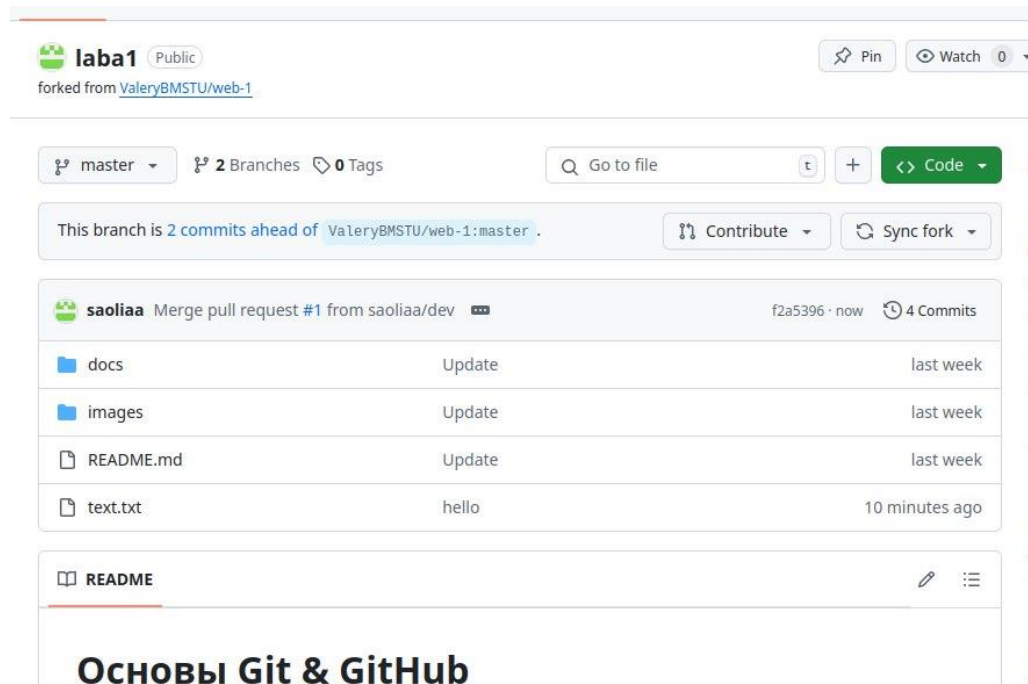 laba1 Public Pin Watch 0
forked from ValeryBMSTU/web-1
master 2 Branches 0 Tags Go to file t + <> Code
This branch is 2 commits ahead of ValeryBMSTU/web-1:master . Contribute Sync fork
saoliaa Merge pull request #1 from saoliaa/dev f2a5396 · now 4 Commits
docs Update last week
images Update last week
README.md Update last week
text.txt hello 10 minutes ago
README
Основы Git & GitHub